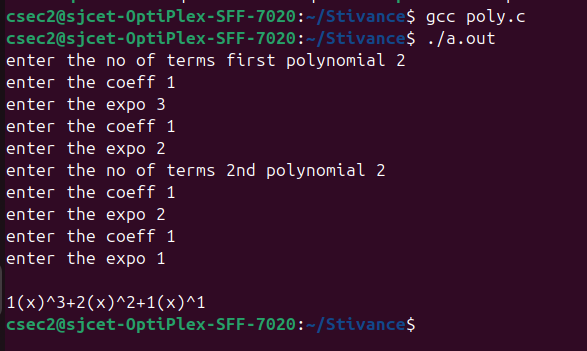 csec2@sjcet-OptiPlex-SFF-7020:~/Stivance$ gcc poly.c
csec2@sjcet-OptiPlex-SFF-7020:~/Stivance$ ./a.out
enter the no of terms first polynomial 2
enter the coeff 1
enter the expo 3
enter the coeff 1
enter the expo 2
enter the no of terms 2nd polynomial 2
enter the coeff 1
enter the expo 2
enter the coeff 1
enter the expo 1
1(x)^3+2(x)^2+1(x)^1
csec2@sjcet-OptiPlex-SFF-7020:~/Stivance$